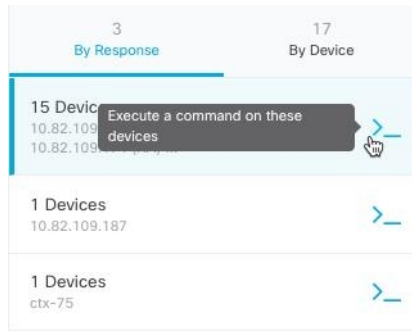 3
17
By Response
By Device
15 Devic
Execute a command on these
devices
10.82.109
10.82.109
1 Devices
10.82.109.187
1 Devices
ctx-75